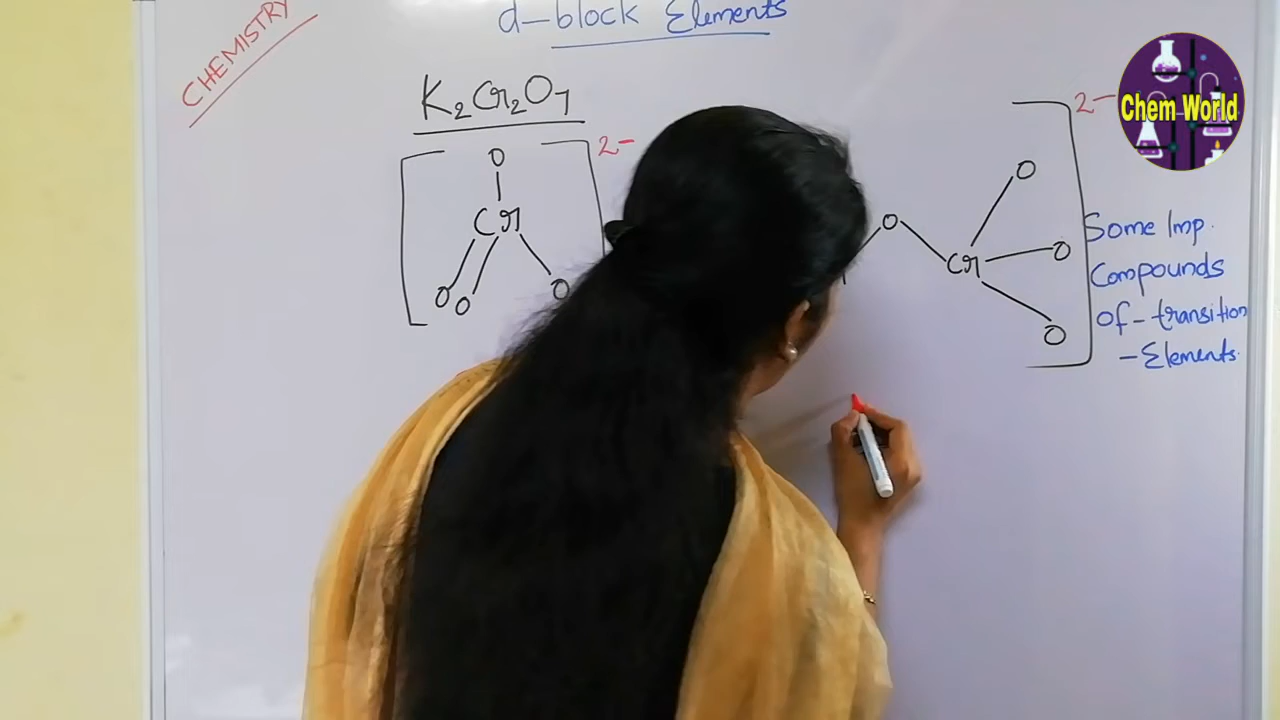 CHEMISTRY
d-block Elements
K2Cr2O7
2-
O
Cr
O O
O
2-
O
O
Cr
O
O
Chem World
Some Imp.
Compounds
Of-transition
-Elements.